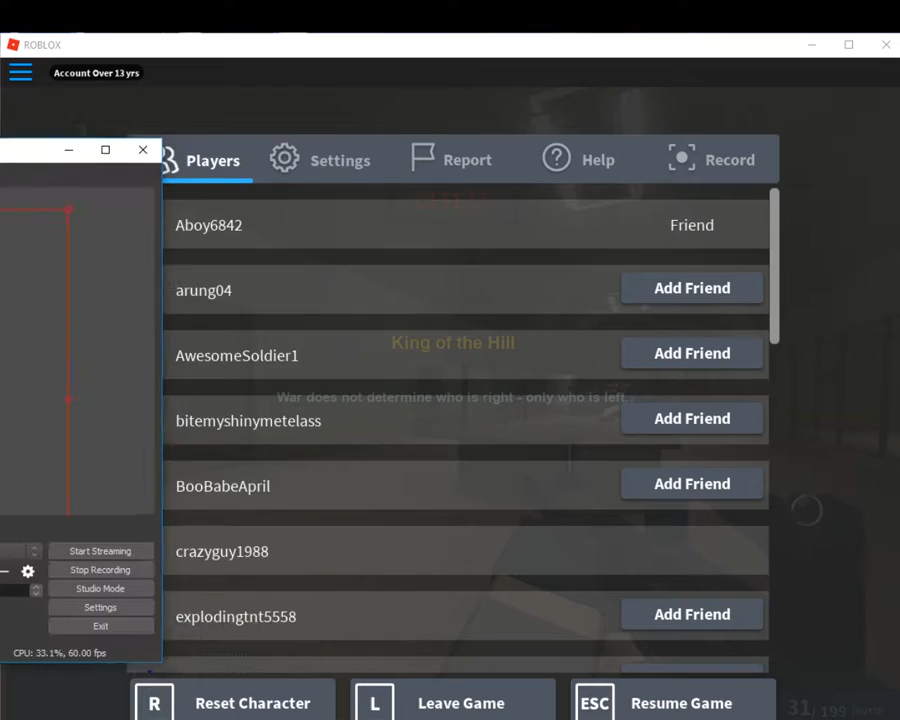 ROBLOX
Account Over 13 yrs
Players
Settings
Report
Help
Record
Aboy6842
Friend
arung04
Add Friend
King of the Hill
AwesomeSoldier1
Add Friend
War does not determine who is right - only who is left.
bitemyshinymetelass
Add Friend
BooBabeApril
Add Friend
crazyguy1988
explodingtnt5558
Add Friend
Start Streaming
Stop Recording
Studio Mode
Settings
Exit
CPU: 33.1%, 60.00 fps
R Reset Character
L Leave Game
ESC Resume Game
31/199